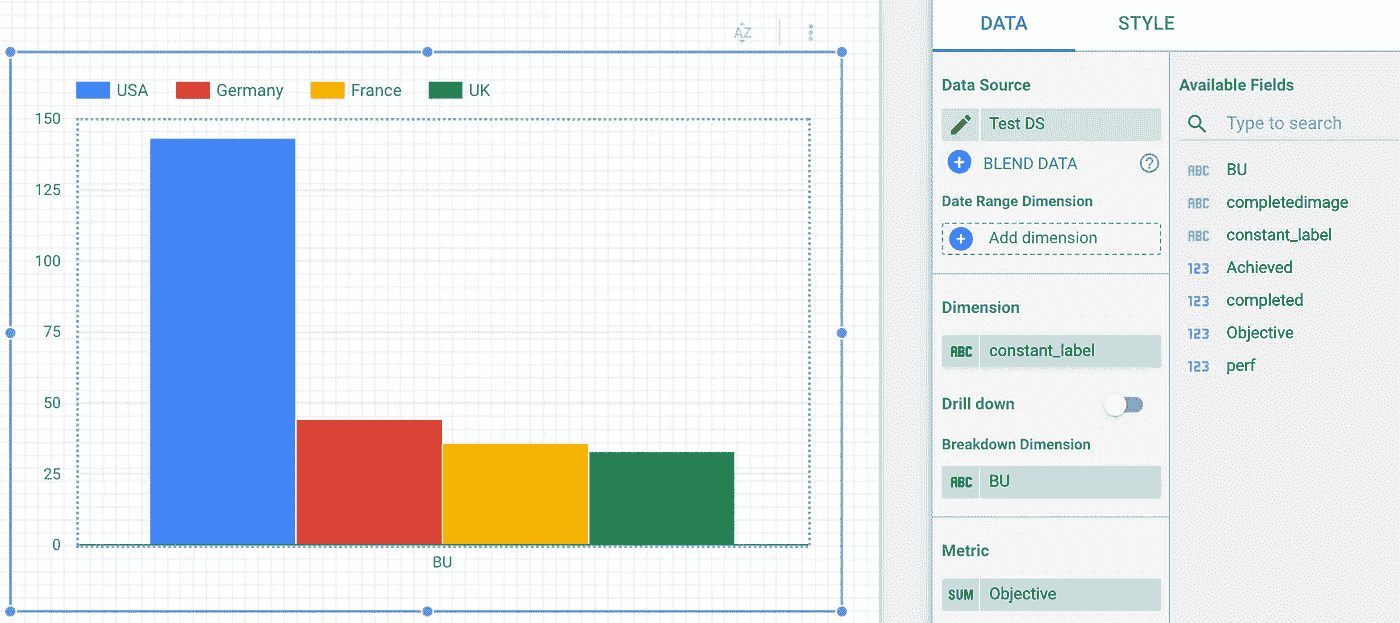 AZ
USA Germany France UK
150
125
100
75
50
25
0
BU
DATA STYLE
Data Source
Test DS
BLEND DATA ?
Date Range Dimension
Add dimension
Dimension
ABC constant_label
Drill down
Breakdown Dimension
ABC BU
Metric
SUM Objective
Available Fields
Type to search
ABC BU
ABC completedimage
ABC constant_label
123 Achieved
123 completed
123 Objective
123 perf